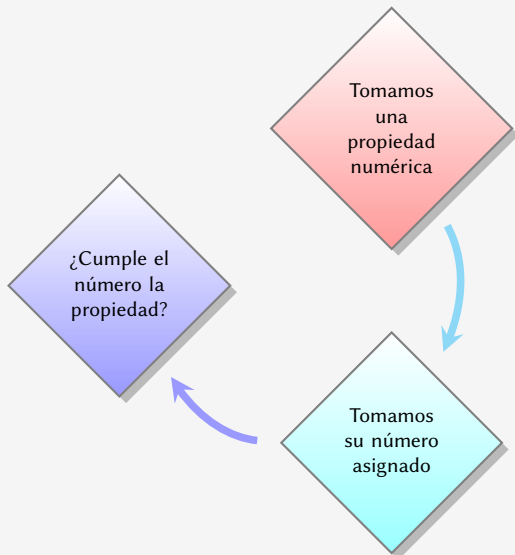 Tomamos
una
propiedad
numérica
Tomamos
su número
asignado
¿Cumple el
número la
propiedad?